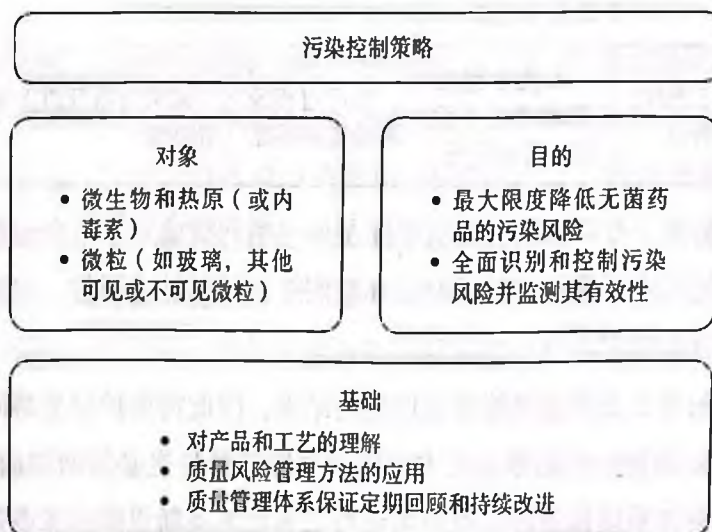 污染控制策略
对象
• 微生物和热原（或内
毒素）
• 微粒（如玻璃，其他
可见或不可见微粒）
目的
• 最大限度降低无菌药
品的污染风险
• 全面识别和控制污染
风险并监测其有效性
基础
• 对产品和工艺的理解
• 质量风险管理方法的应用
• 质量管理体系保证定期回顾和持续改进